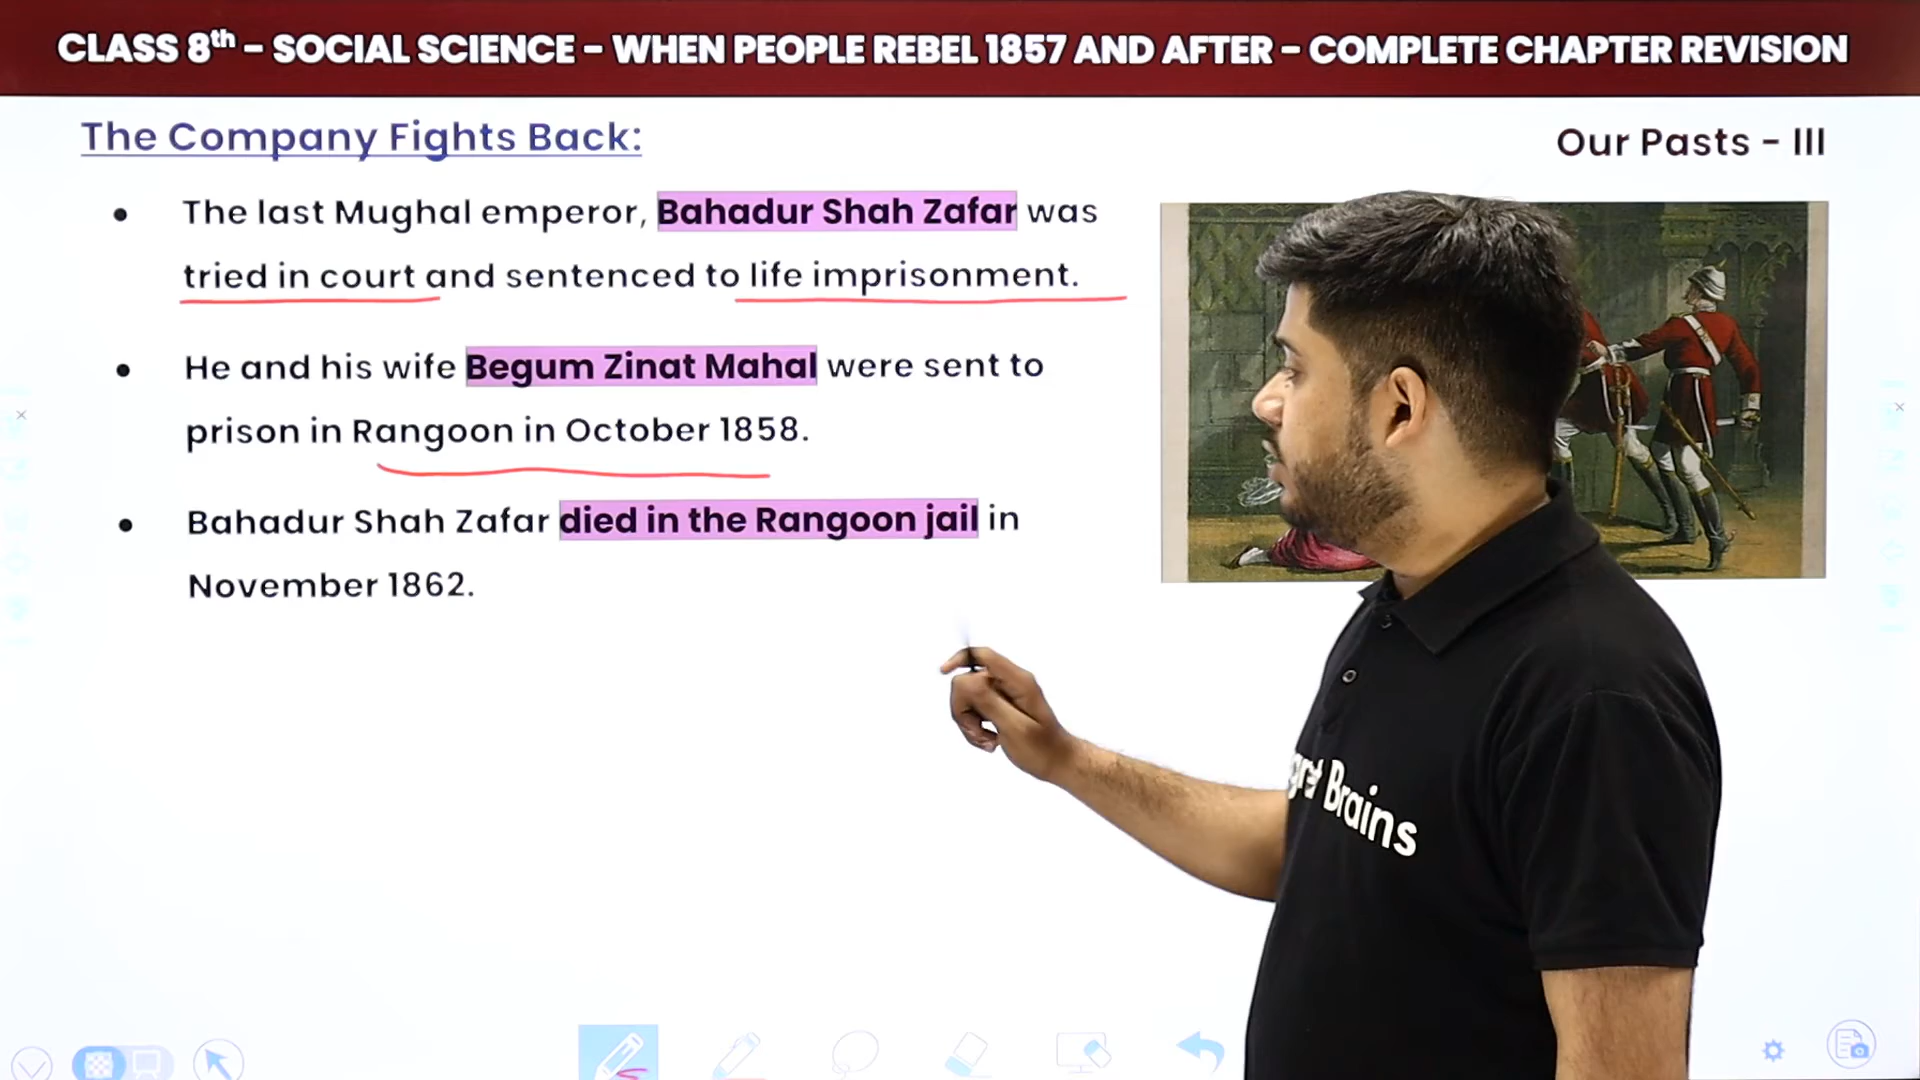 CLASS 8th – SOCIAL SCIENCE – WHEN PEOPLE REBEL 1857 AND AFTER – COMPLETE CHAPTER REVISION
The Company Fights Back:
Our Pasts - III
• The last Mughal emperor, Bahadur Shah Zafar was
tried in court and sentenced to life imprisonment.
• He and his wife Begum Zinat Mahal were sent to
prison in Rangoon in October 1858.
• Bahadur Shah Zafar died in the Rangoon jail in
November 1862.
Brains